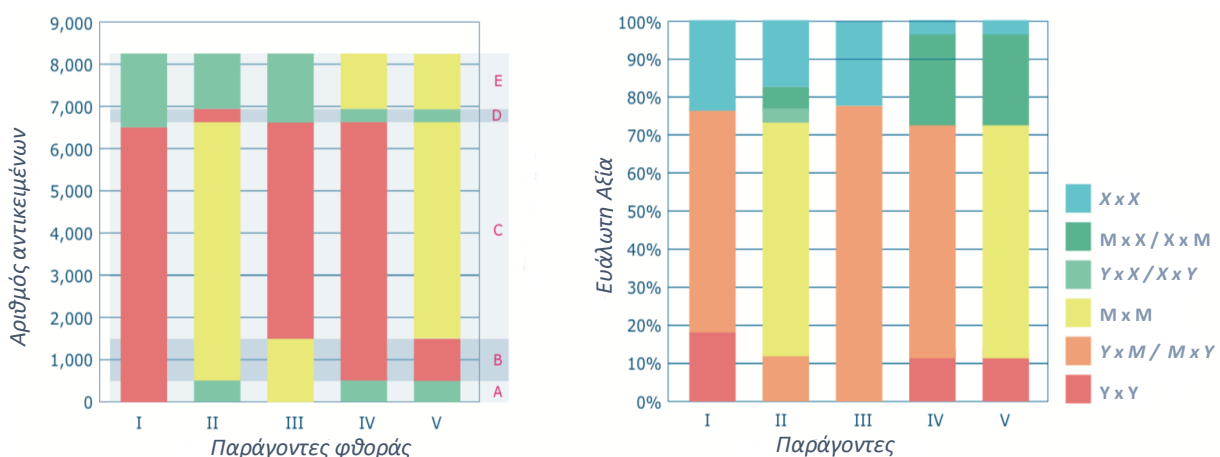 9,000
8,000
7,000
6,000
5,000
4,000
3,000
2,000
1,000
0
Αριθμός αντικειμένων
E
D
C
B
A
I II III IV V
Παράγοντες φθοράς
100%
90%
80%
70%
60%
50%
40%
30%
20%
10%
0%
Ευάλωτη Αξία
I II III IV V
Παράγοντες
X x X
M x X / X x M
Y x X / X x Y
M x M
Y x M / M x Y
Y x Y